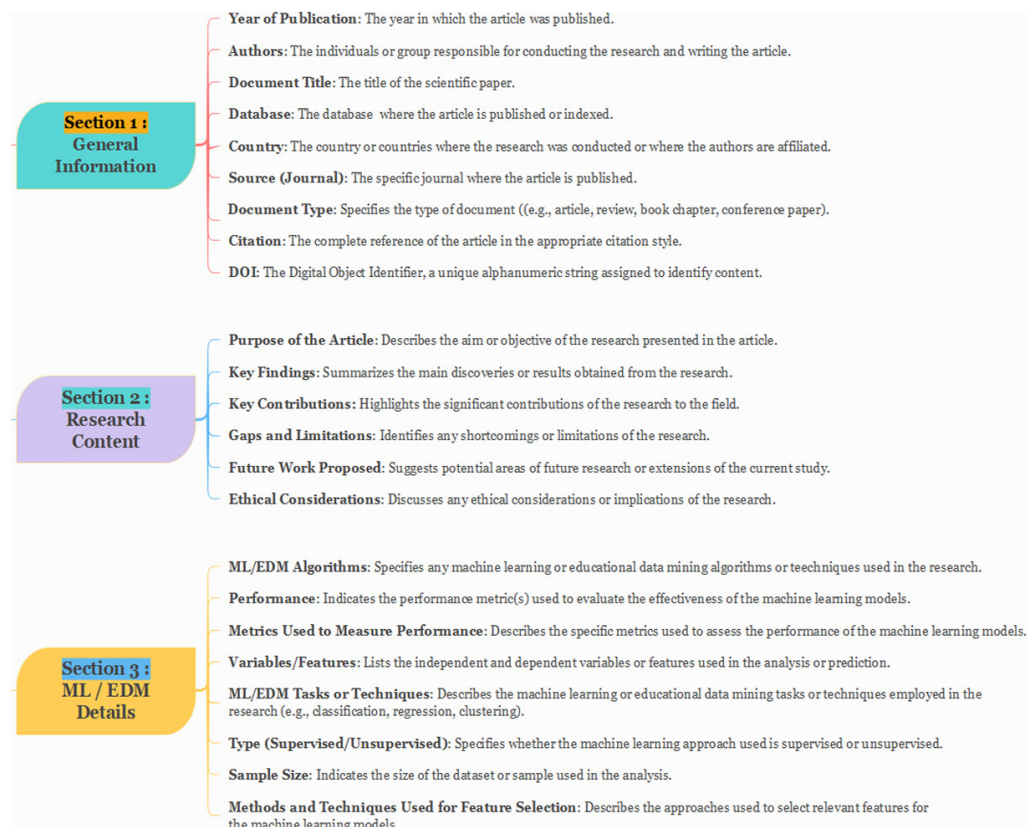 Section 1 :
General
Information
Year of Publication: The year in which the article was published.
Authors: The individuals or group responsible for conducting the research and writing the article.
Document Title: The title of the scientific paper.
Database: The database where the article is published or indexed.
Country: The country or countries where the research was conducted or where the authors are affiliated.
Source (Journal): The specific journal where the article is published.
Document Type: Specifies the type of document ((e.g., article, review, book chapter, conference paper).
Citation: The complete reference of the article in the appropriate citation style.
DOI: The Digital Object Identifier, a unique alphanumeric string assigned to identify content.
Section 2 :
Research
Content
Purpose of the Article: Describes the aim or objective of the research presented in the article.
Key Findings: Summarizes the main discoveries or results obtained from the research.
Key Contributions: Highlights the significant contributions of the research to the field.
Gaps and Limitations: Identifies any shortcomings or limitations of the research.
Future Work Proposed: Suggests potential areas of future research or extensions of the current study.
Ethical Considerations: Discusses any ethical considerations or implications of the research.
Section 3 :
ML / EDM
Details
ML/EDM Algorithms: Specifies any machine learning or educational data mining algorithms or teechniques used in the research.
Performance: Indicates the performance metric(s) used to evaluate the effectiveness of the machine learning models.
Metrics Used to Measure Performance: Describes the specific metrics used to assess the performance of the machine learning models.
Variables/Features: Lists the independent and dependent variables or features used in the analysis or prediction.
ML/EDM Tasks or Techniques: Describes the machine learning or educational data mining tasks or techniques employed in the
research (e.g., classification, regression, clustering).
Type (Supervised/Unsupervised): Specifies whether the machine learning approach used is supervised or unsupervised.
Sample Size: Indicates the size of the dataset or sample used in the analysis.
Methods and Techniques Used for Feature Selection: Describes the approaches used to select relevant features for
the machine learning models